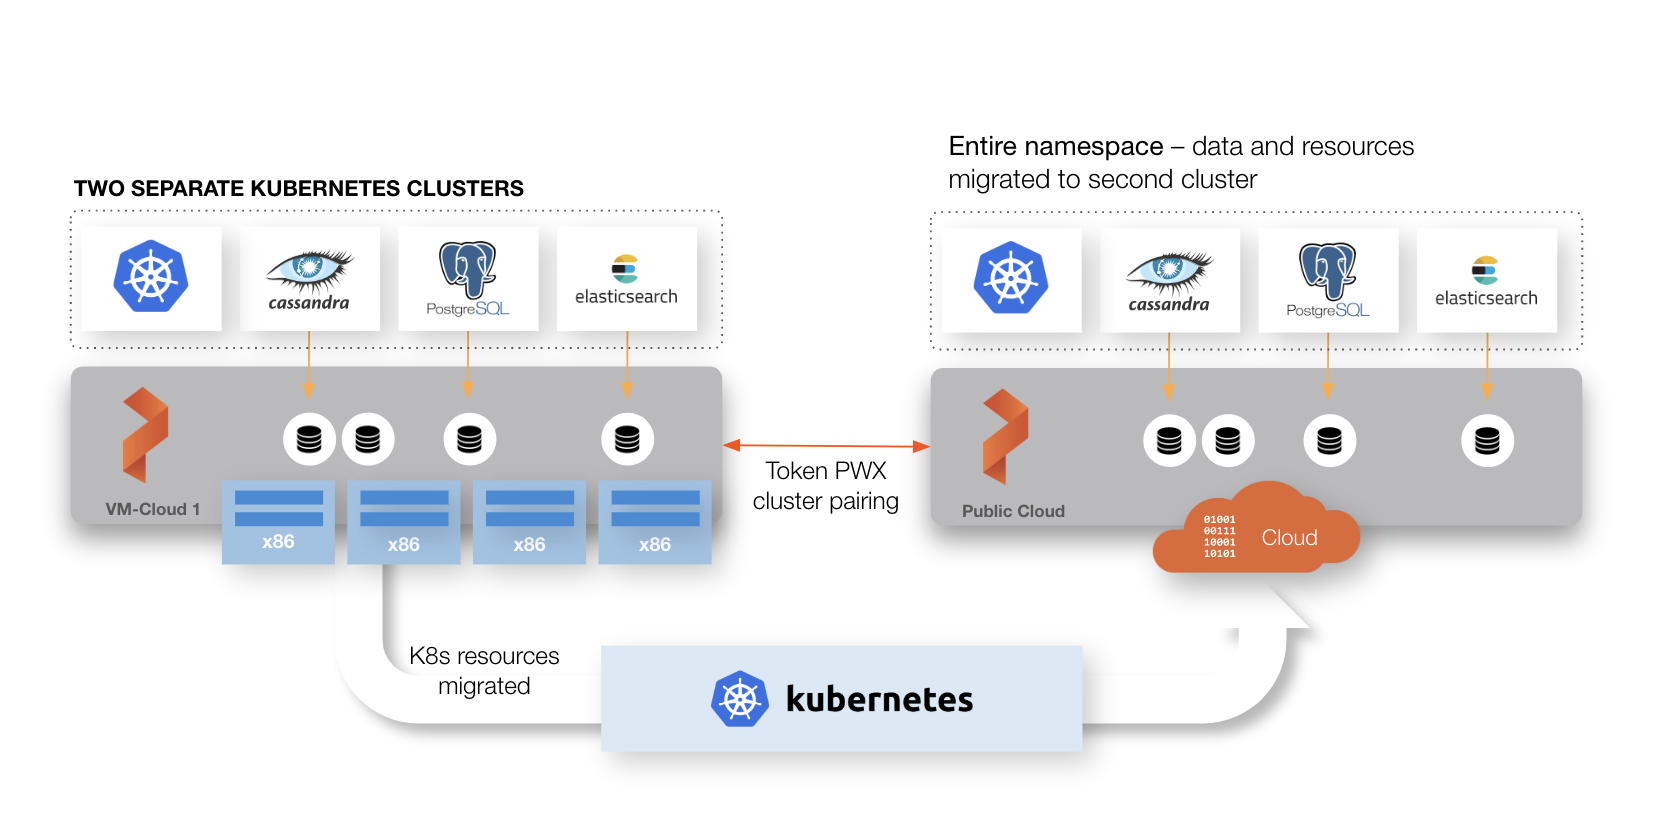 Entire namespace – data and resources
migrated to second cluster
TWO SEPARATE KUBERNETES CLUSTERS
cassandra
PostgreSQL
elasticsearch
cassandra
PostgreSQL
elasticsearch
VM-Cloud 1
x86
x86
x86
x86
Token PWX
cluster pairing
Public Cloud
01001
00111
10001
10101
Cloud
K8s resources
migrated
kubernetes